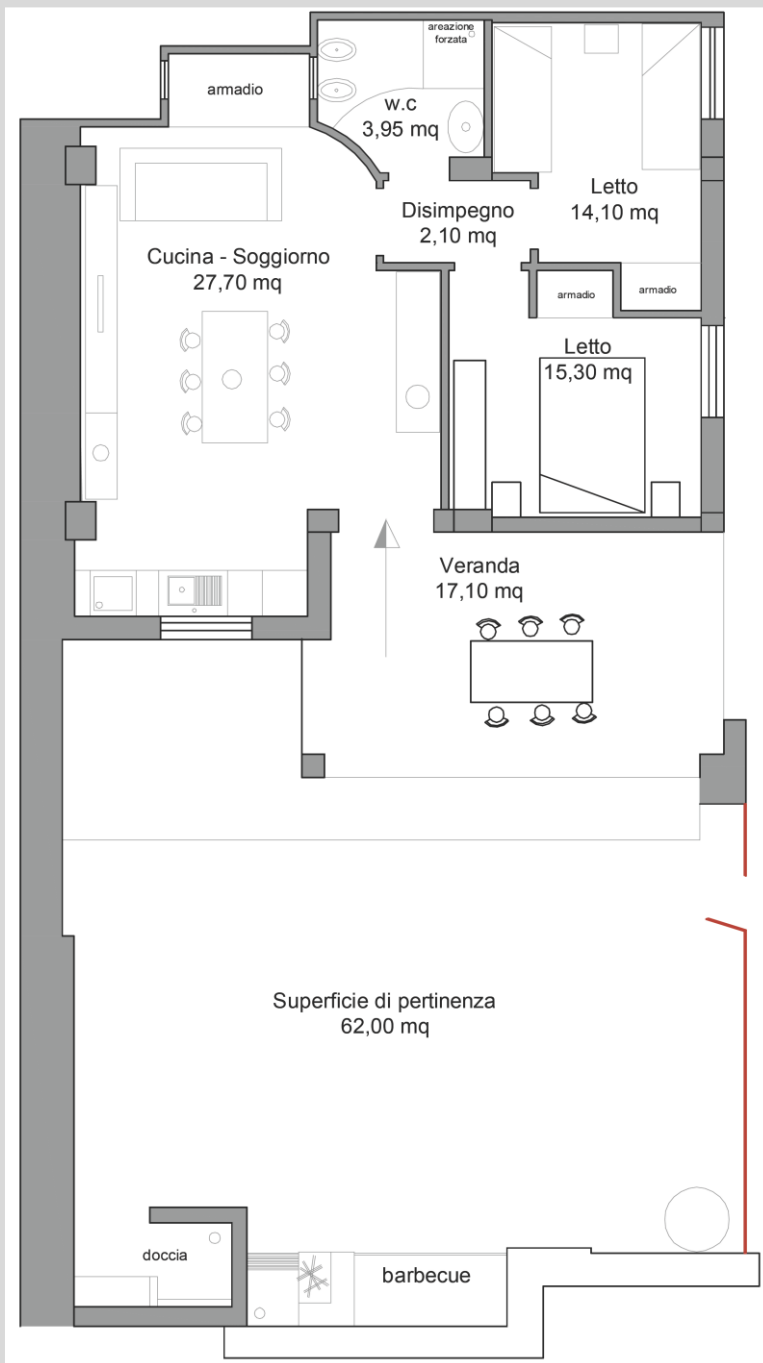 areazione
forzata
armadio
w.c
3,95 mq
Letto
14,10 mq
Disimpegno
2,10 mq
Cucina - Soggiorno
27,70 mq
armadio
armadio
Letto
15,30 mq
Veranda
17,10 mq
Superficie di pertinenza
62,00 mq
doccia
barbecue